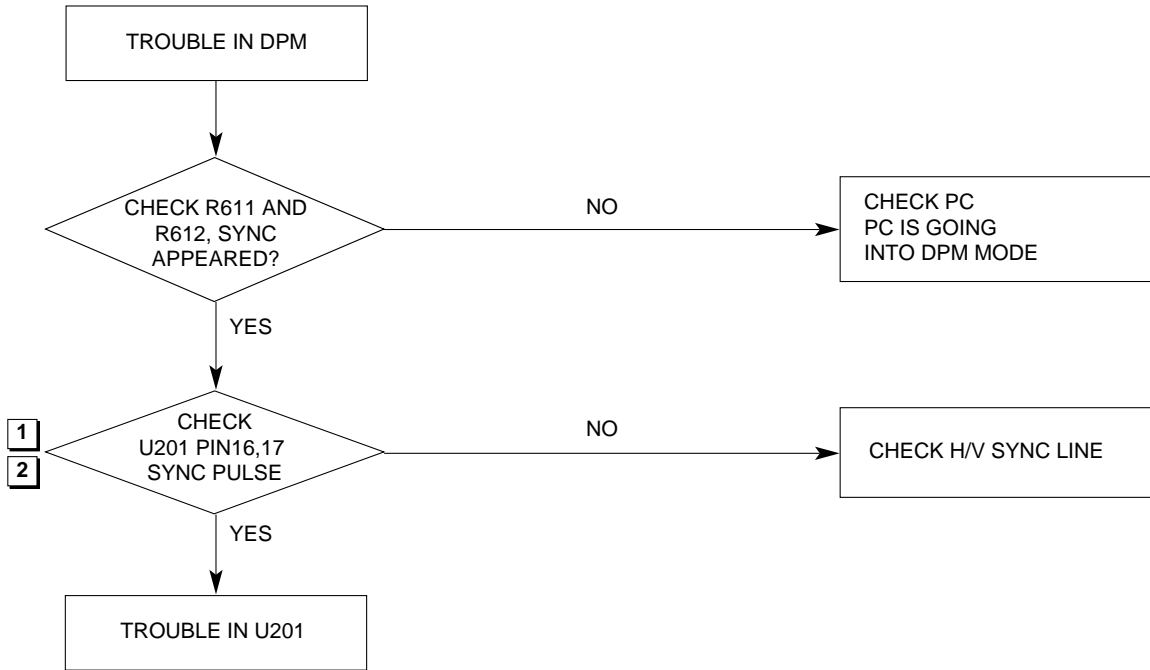 TROUBLE IN DPM
CHECK R611 AND
R612, SYNC
APPEARED?
NO
CHECK PC
PC IS GOING
INTO DPM MODE
YES
1
2
CHECK
U201 PIN16,17
SYNC PULSE
NO
CHECK H/V SYNC LINE
YES
TROUBLE IN U201